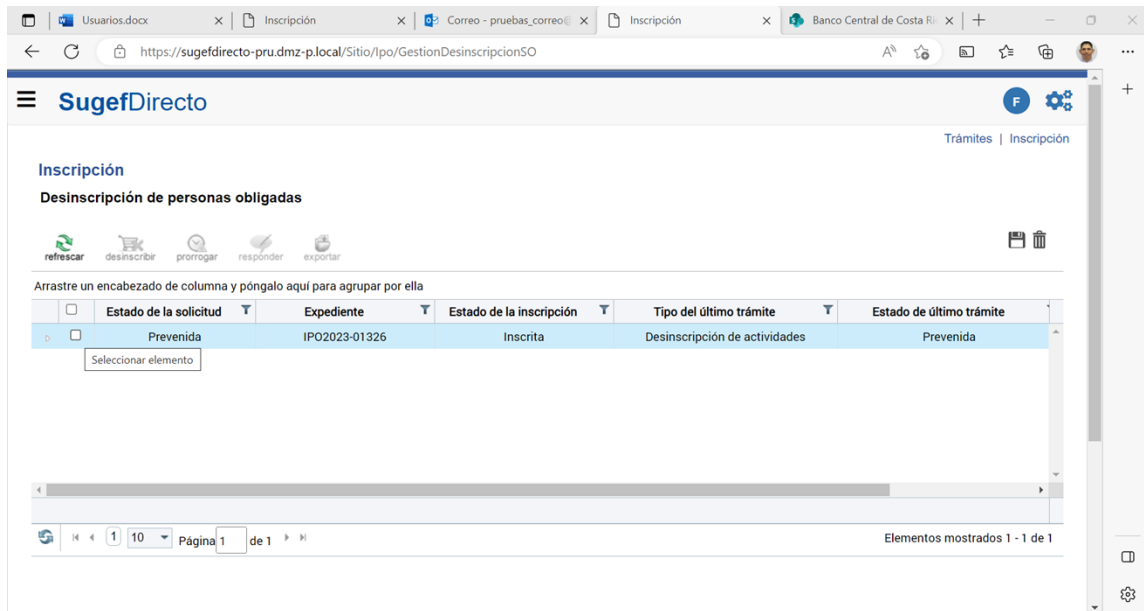 Usuarios.docx Inscripción Correo - pruebas_correo@ Inscripción Banco Central de Costa Ri
https://sugefdirecto-pru.dmz-p.local/Sitio/Ipo/GestionDesinscripcionSO
SugefDirecto F
Trámites | Inscripción
Inscripción
Desinscripción de personas obligadas
refrescar desinscribir prorrogar responder exportar
Arrastre un encabezado de columna y póngalo aquí para agrupar por ella
Estado de la solicitud Expediente Estado de la inscripción Tipo del último trámite Estado de último trámite
Prevenida IPO2023-01326 Inscrita Desinscripción de actividades Prevenida
Seleccionar elemento
1 10 Página 1 de 1 Elementos mostrados 1 - 1 de 1